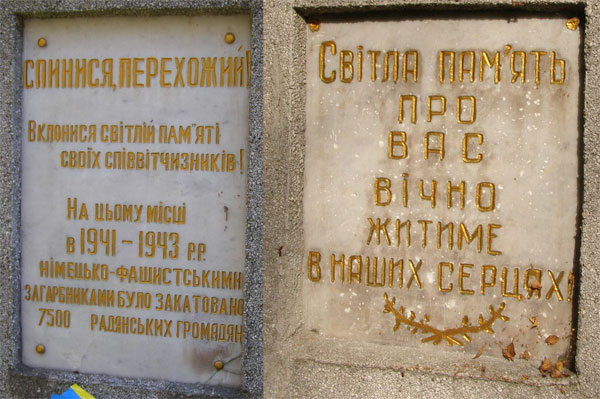 СПИНИСЯ, ПЕРЕХОЖИЙ!
ВКЛОНИСЯ СВІТЛІЙ ПАМ'ЯТІ
СВОЇХ СПІВВІТЧИЗНИКІВ!
НА ЦЬОМУ МІСЦІ
В 1941 – 1943 Р.Р.
НІМЕЦЬКО-ФАШИСТСЬКИМИ
ЗАГАРБНИКАМИ БУЛО ЗАКАТОВАНО
7500 РАДЯНСЬКИХ ГРОМАДЯН
СВІТЛА ПАМ'ЯТЬ
ПРО
ВАС
ВІЧНО
ЖИТИМЕ
В НАШИХ СЕРЦЯХ!